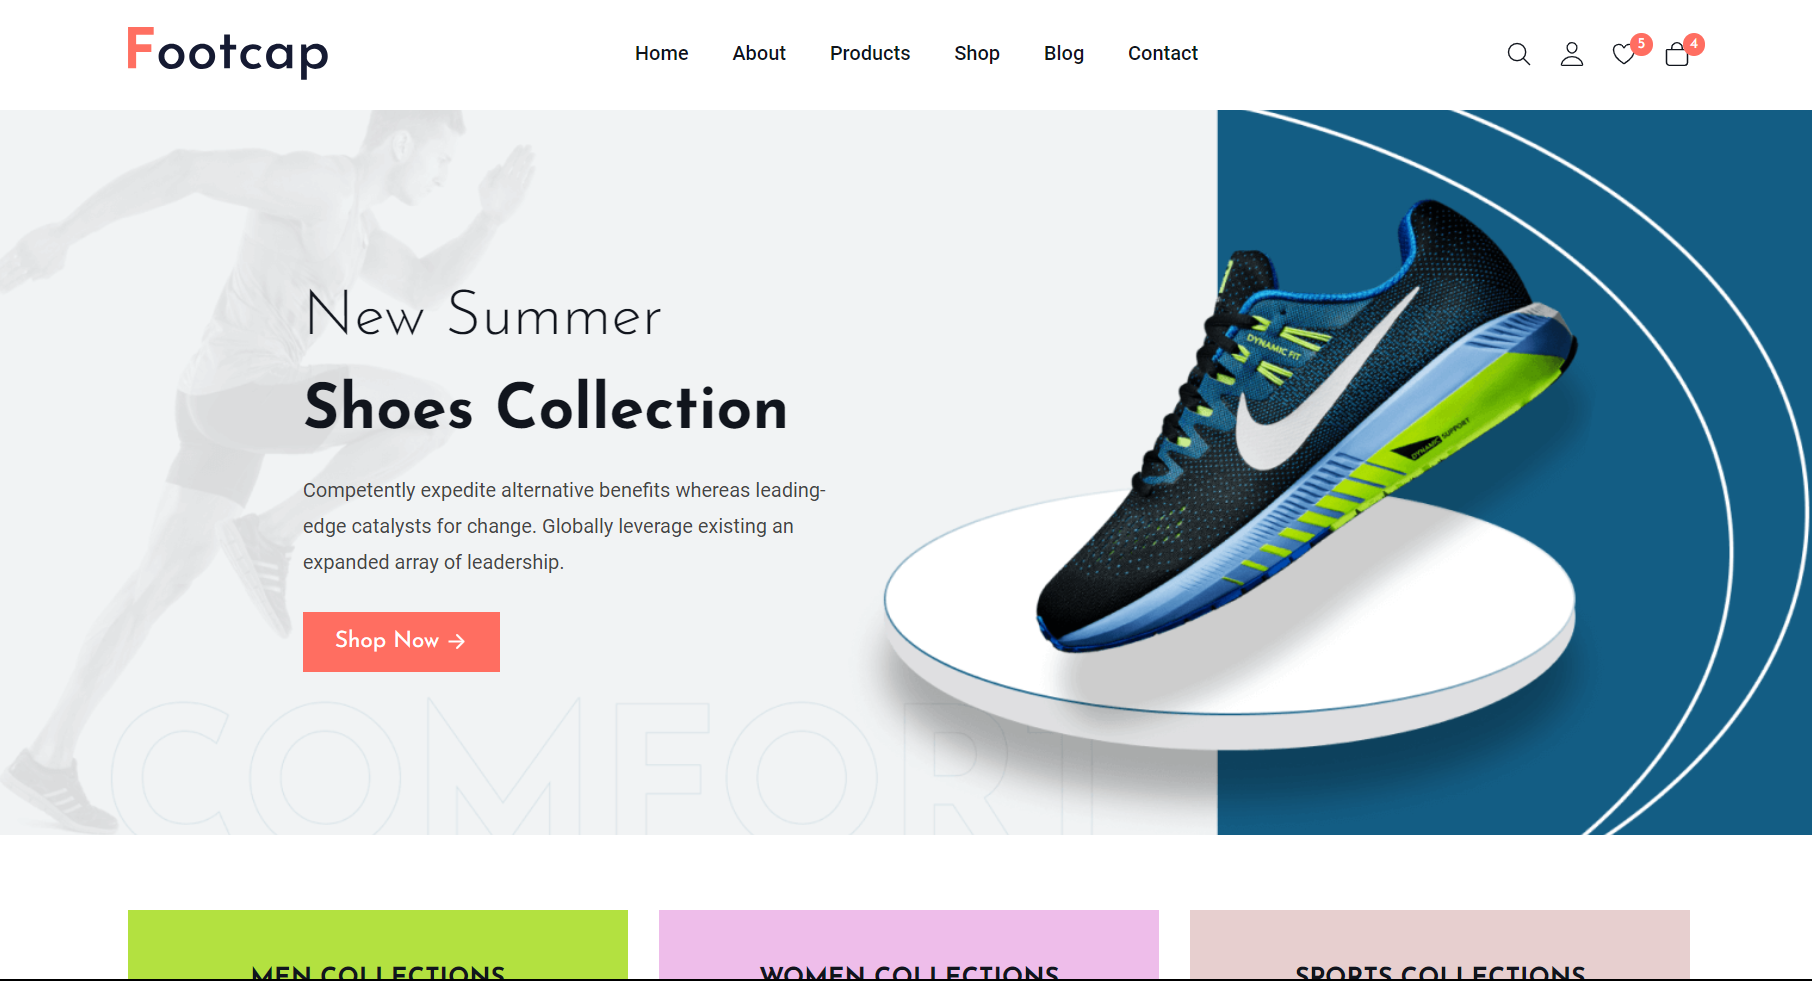 Footcap
Home About Products Shop Blog Contact
5 4
New Summer
Shoes Collection
Competently expedite alternative benefits whereas leading-
edge catalysts for change. Globally leverage existing an
expanded array of leadership.
Shop Now →
DYNAMIC FIT
DYNAMIC SUPPORT
COMFORT
MEN COLLECTIONS
WOMEN COLLECTIONS
SPORTS COLLECTIONS